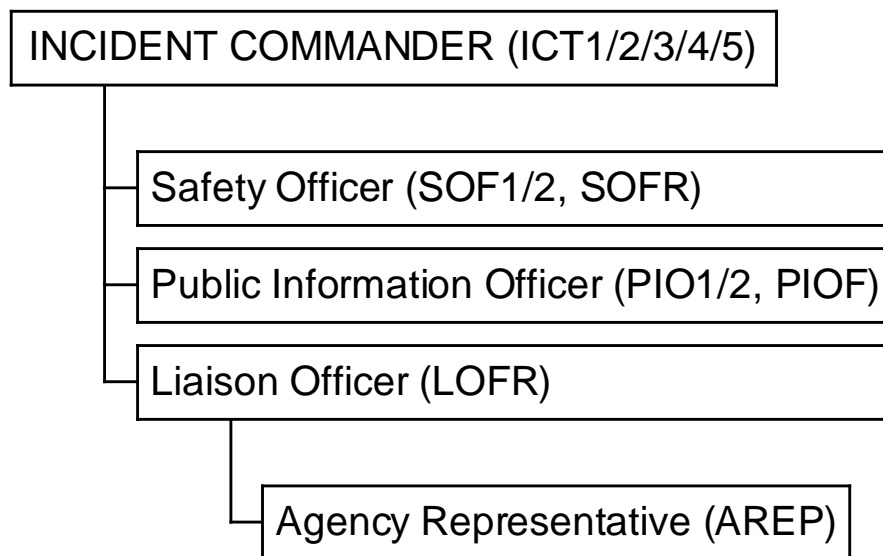 INCIDENT COMMANDER (ICT1/2/3/4/5)
Safety Officer (SOF1/2, SOFR)
Public Information Officer (PIO1/2, PIOF)
Liaison Officer (LOFR)
Agency Representative (AREP)